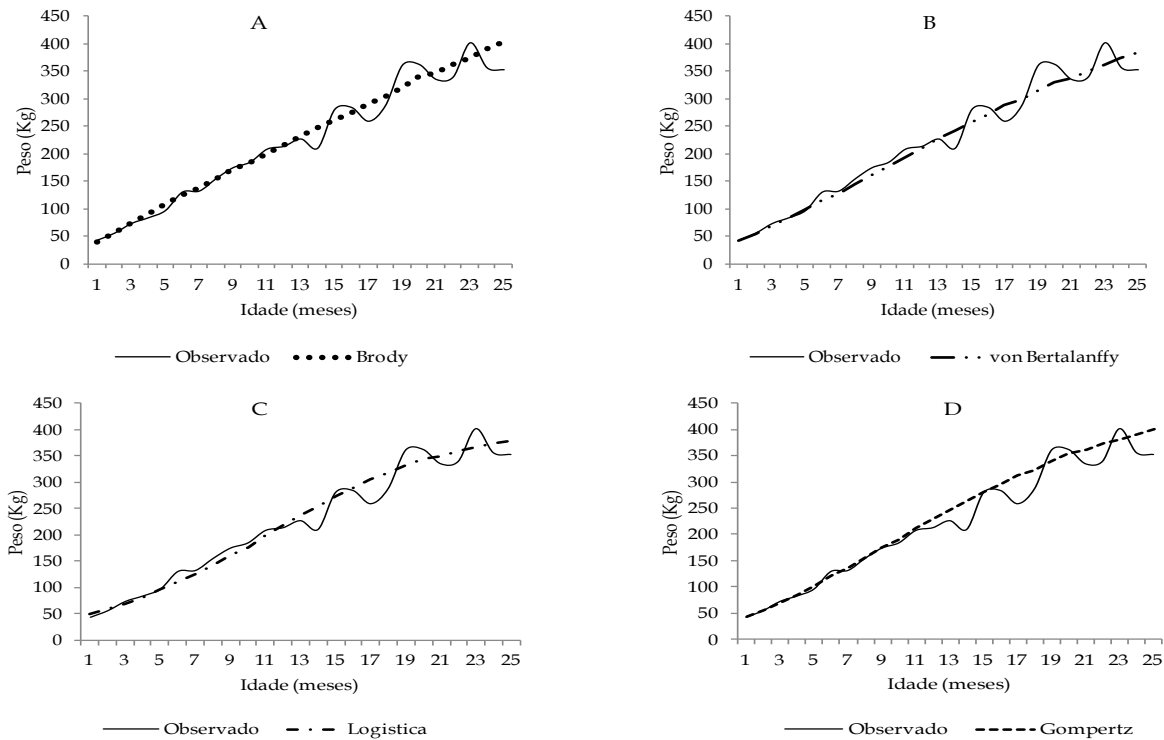 A
Peso (Kg)
450
400
350
300
250
200
150
100
50
0
1 3 5 7 9 11 13 15 17 19 21 23 25
Idade (meses)
Observado Brody
B
Peso (Kg)
450
400
350
300
250
200
150
100
50
0
1 3 5 7 9 11 13 15 17 19 21 23 25
Idade (meses)
Observado von Bertalanffy
C
Peso (Kg)
450
400
350
300
250
200
150
100
50
0
1 3 5 7 9 11 13 15 17 19 21 23 25
Idade (meses)
Observado Logistica
D
Peso (Kg)
450
400
350
300
250
200
150
100
50
0
1 3 5 7 9 11 13 15 17 19 21 23 25
Idade (meses)
Observado Gompertz